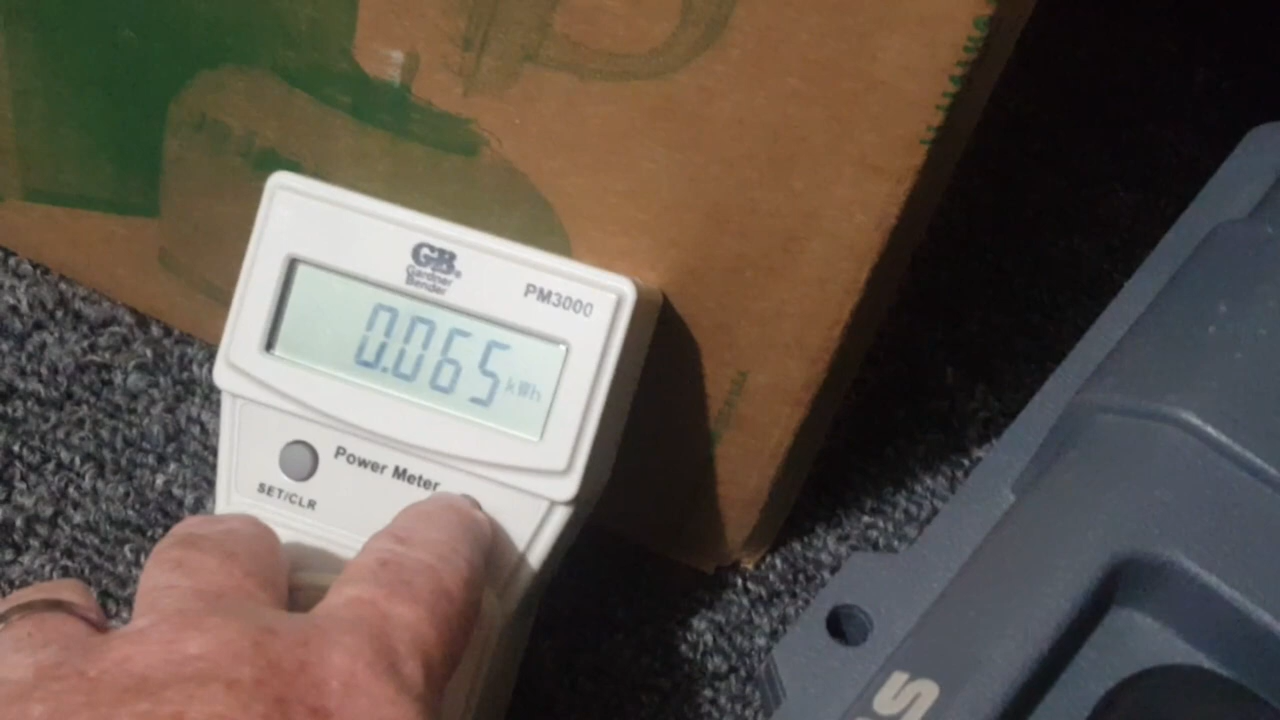 GB®
Gardner
Bender
PM3000
0.065 kWh
Power Meter
SET/CLR